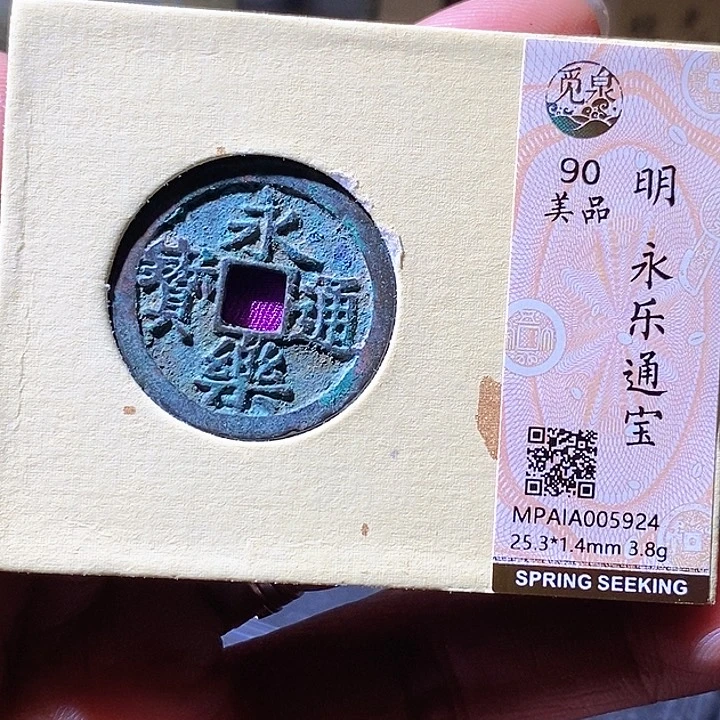 永樂通寶
觅泉
90
美品
明 永乐通宝
MPAIA005924
25.3*1.4mm 3.8g
SPRING SEEKING